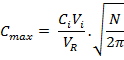 C_max = (C_i V_i / V_R) . √(N / 2π)